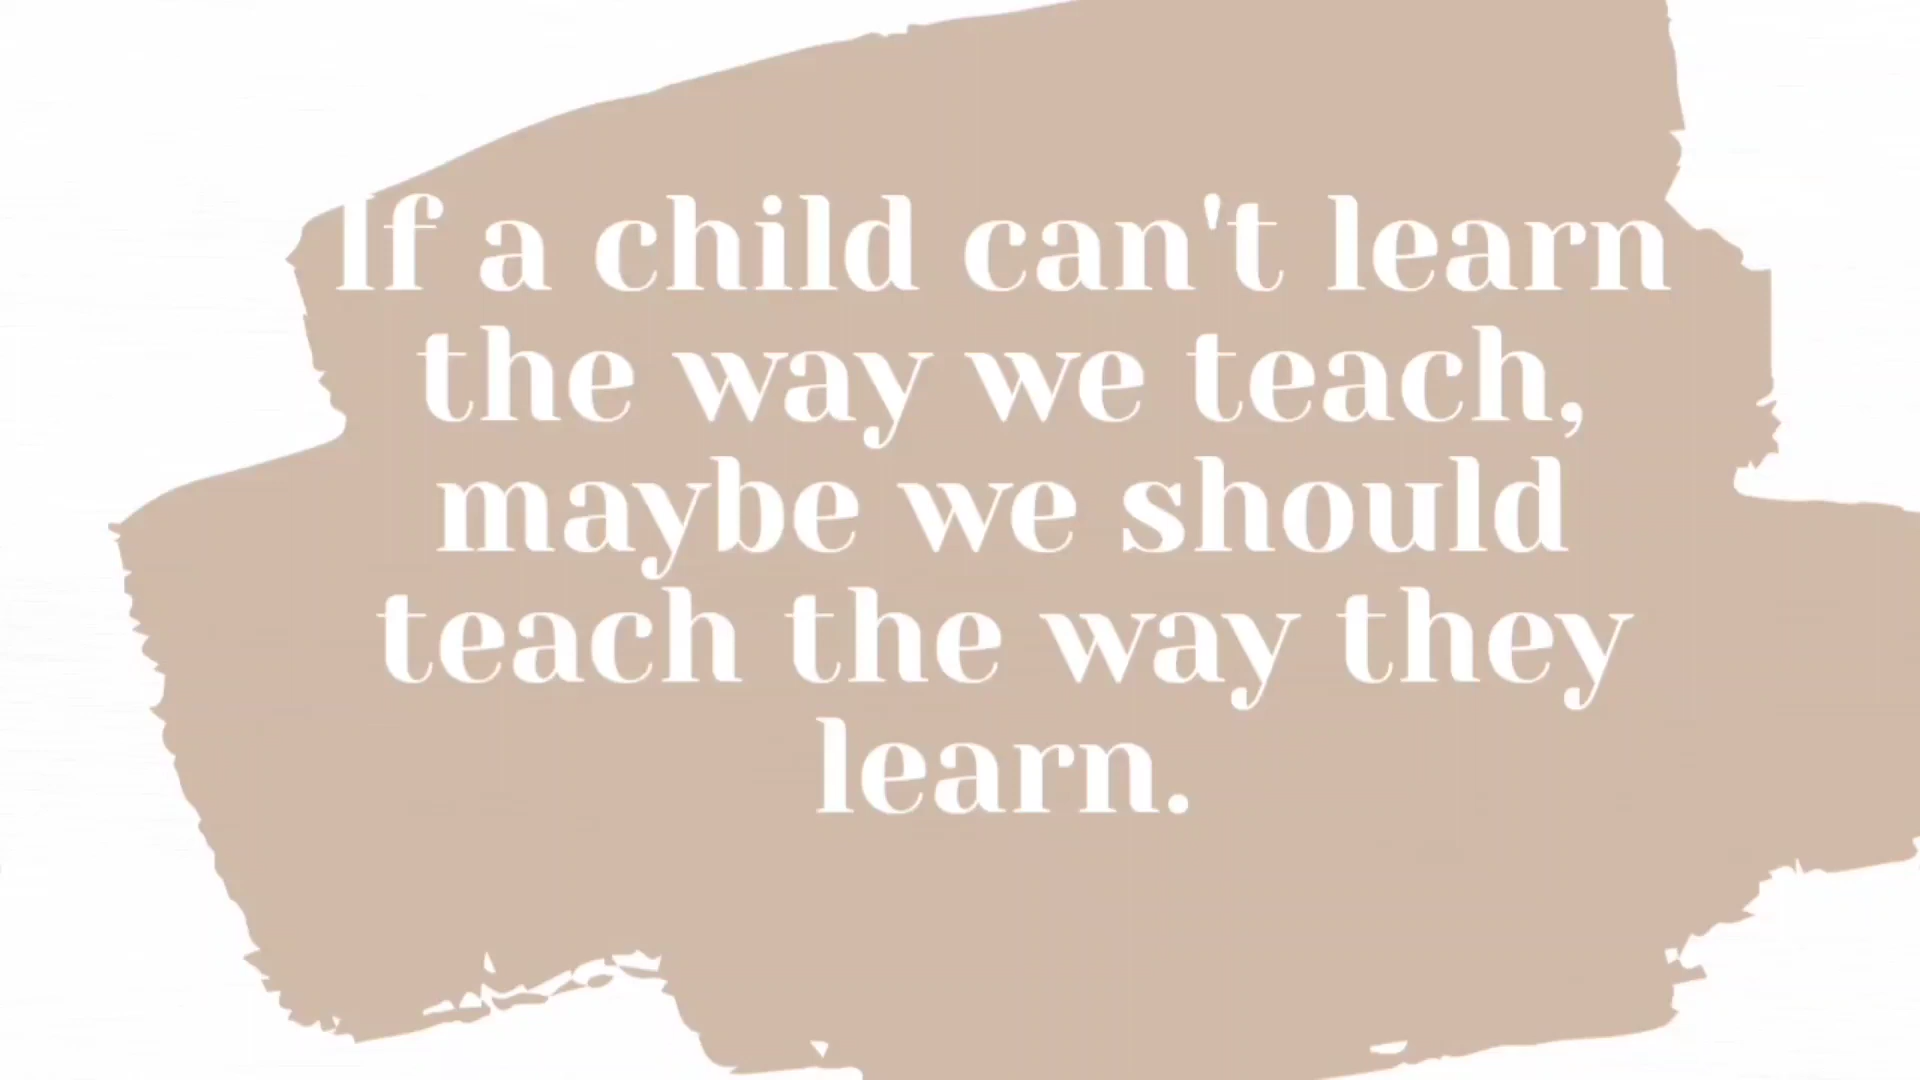 If a child can't learn
the way we teach,
maybe we should
teach the way they
learn.